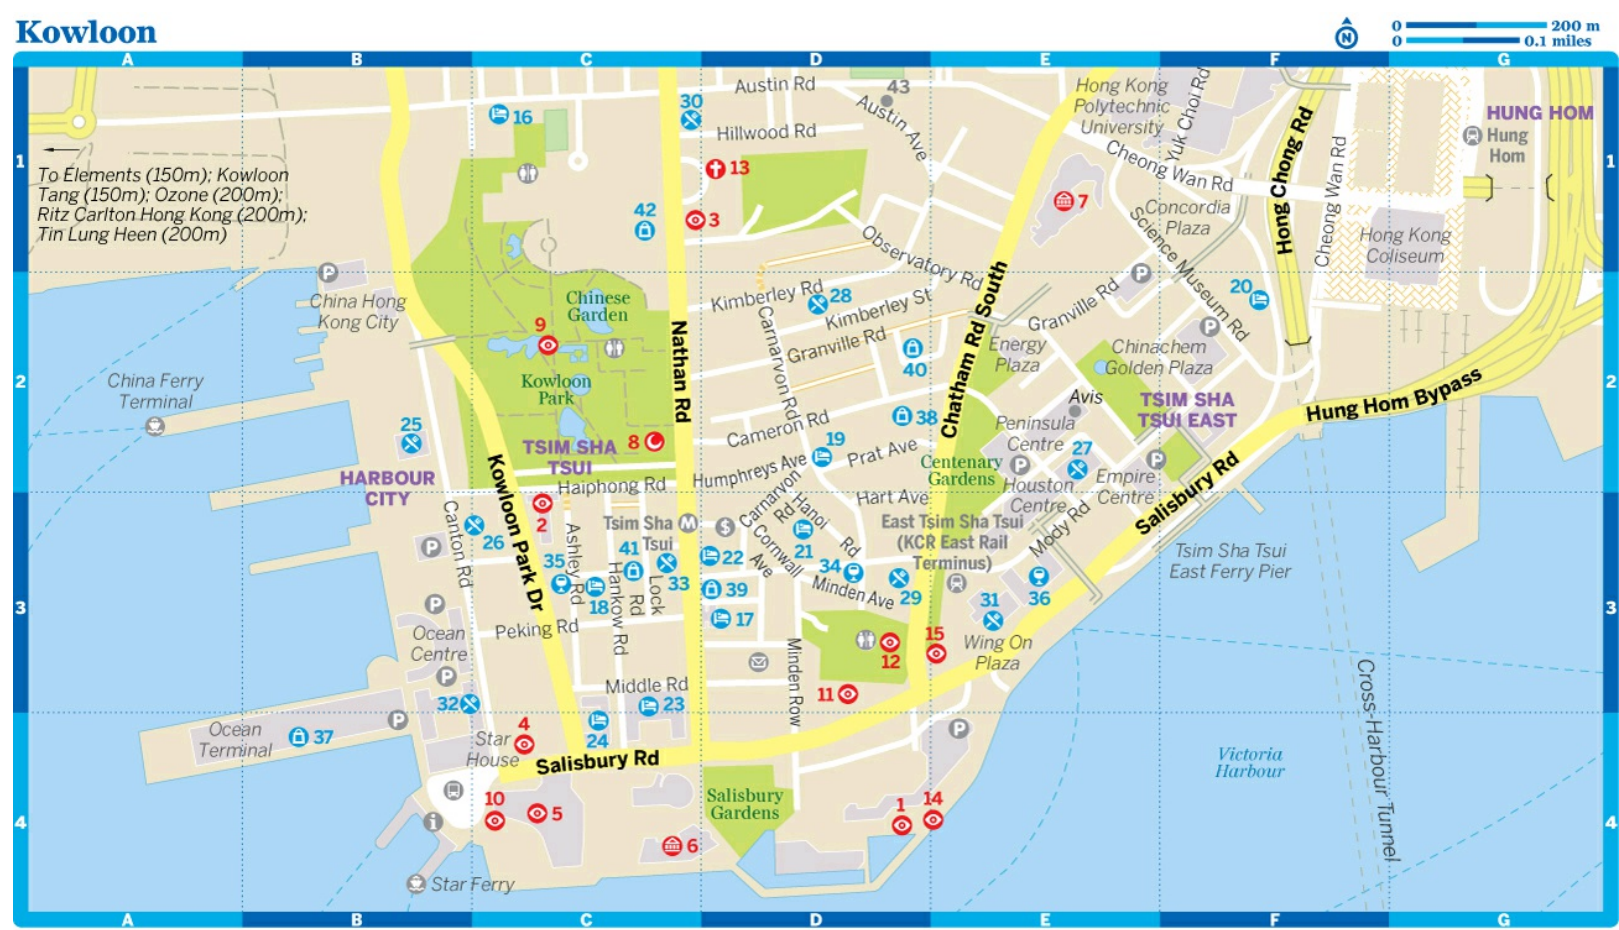 Kowloon
N
0 200 m
0 0.1 miles
A B C D E F G
1
2
3
4
1
2
3
4
A B C D E F G
To Elements (150m); Kowloon
Tang (150m); Ozone (200m);
Ritz Carlton Hong Kong (200m);
Tin Lung Heen (200m)
16
30
Austin Rd
43
Austin Ave
Hillwood Rd
13
42
3
Hong Kong
Polytechnic
University
Yuk Choi Rd
Cheong Wan Rd
7
Concordia
Plaza
Science Museum Rd
Hong Chong Rd
Cheong Wan Rd
HUNG HOM
Hung
Hom
Hong Kong
Coliseum
Observatory Rd
P
China Hong
Kong City
Chinese
Garden
9
Kowloon
Park
Nathan Rd
Kimberley Rd
28
Kimberley St
Carnarvon Rd
Granville Rd
40
Chatham Rd South
Granville Rd
P
20
P
Energy
Plaza
Chinachem
Golden Plaza
Avis
TSIM SHA
TSUI EAST
Hung Hom Bypass
China Ferry
Terminal
25
HARBOUR
CITY
TSIM SHA
TSUI
8
Cameron Rd
38
19
Prat Ave
Humphreys Ave
Peninsula
Centre
27
Centenary
Gardens
P
Houston
Centre
Empire
Centre
P
Salisbury Rd
Haiphong Rd
Kowloon Park Dr
Canton Rd
2
26
P
Tsim Sha
Tsui
M
$
Carnarvon
Rd
Hanoi
Rd
Hart Ave
East Tsim Sha Tsui
(KCR East Rail
Terminus)
Mody Rd
Tsim Sha Tsui
East Ferry Pier
35
Ashley Rd
18
41
Hankow Rd
Lock
Rd
33
22
Cornwall
Ave
21
34
Minden Ave
29
39
17
31
36
P
Ocean
Centre
P
Peking Rd
12
15
Wing On
Plaza
Minden Row
11
Middle Rd
23
32
24
P
Ocean
Terminal
37
Star
House
4
Salisbury Rd
P
Victoria
Harbour
Cross-Harbour Tunnel
10
5
6
Salisbury
Gardens
1
14
i
Star Ferry